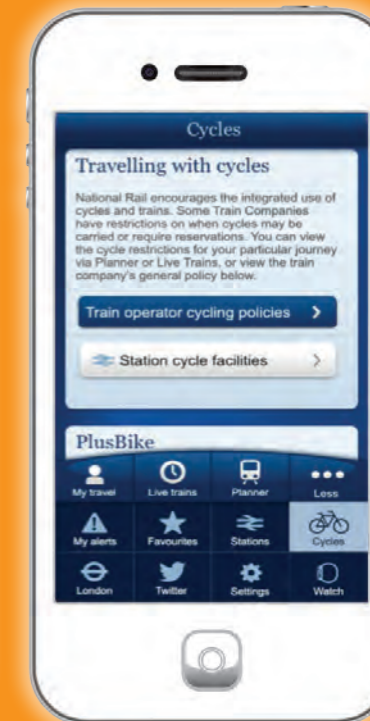 Cycles
Travelling with cycles
National Rail encourages the integrated use of
cycles and trains. Some Train Companies
have restrictions on when cycles may be
carried or require reservations. You can view
the cycle restrictions for your particular journey
via Planner or Live Trains, or view the train
company's general policy below.
Train operator cycling policies
Station cycle facilities
PlusBike
My travel Live trains Planner Less
My alerts Favourites Stations Cycles
London Twitter Settings Watch